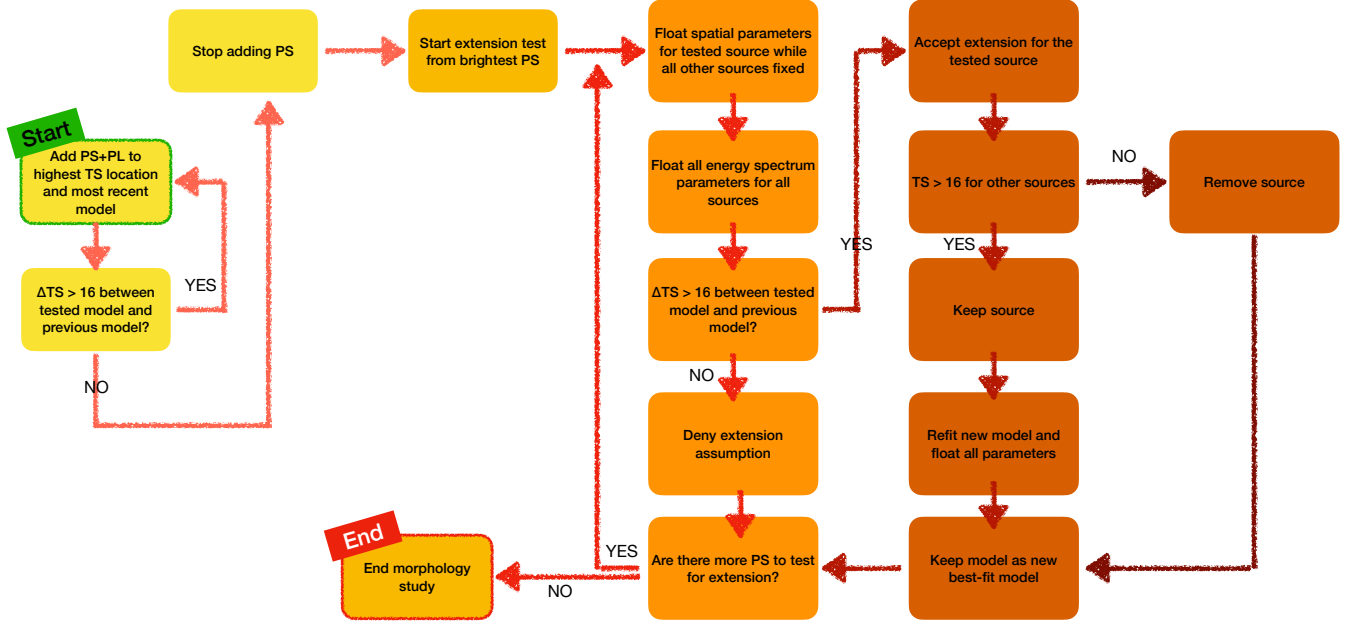 Start
Add PS+PL to
highest TS location
and most recent
model
ΔTS > 16 between
tested model and
previous model?
YES
NO
Stop adding PS
Start extension test
from brightest PS
Float spatial parameters
for tested source while
all other sources fixed
Float all energy spectrum
parameters for all
sources
ΔTS > 16 between tested
model and previous
model?
YES
NO
Deny extension
assumption
Are there more PS to test
for extension?
YES
NO
End
End morphology
study
Accept extension for the
tested source
TS > 16 for other sources
NO
YES
Remove source
Keep source
Refit new model and
float all parameters
Keep model as new
best-fit model